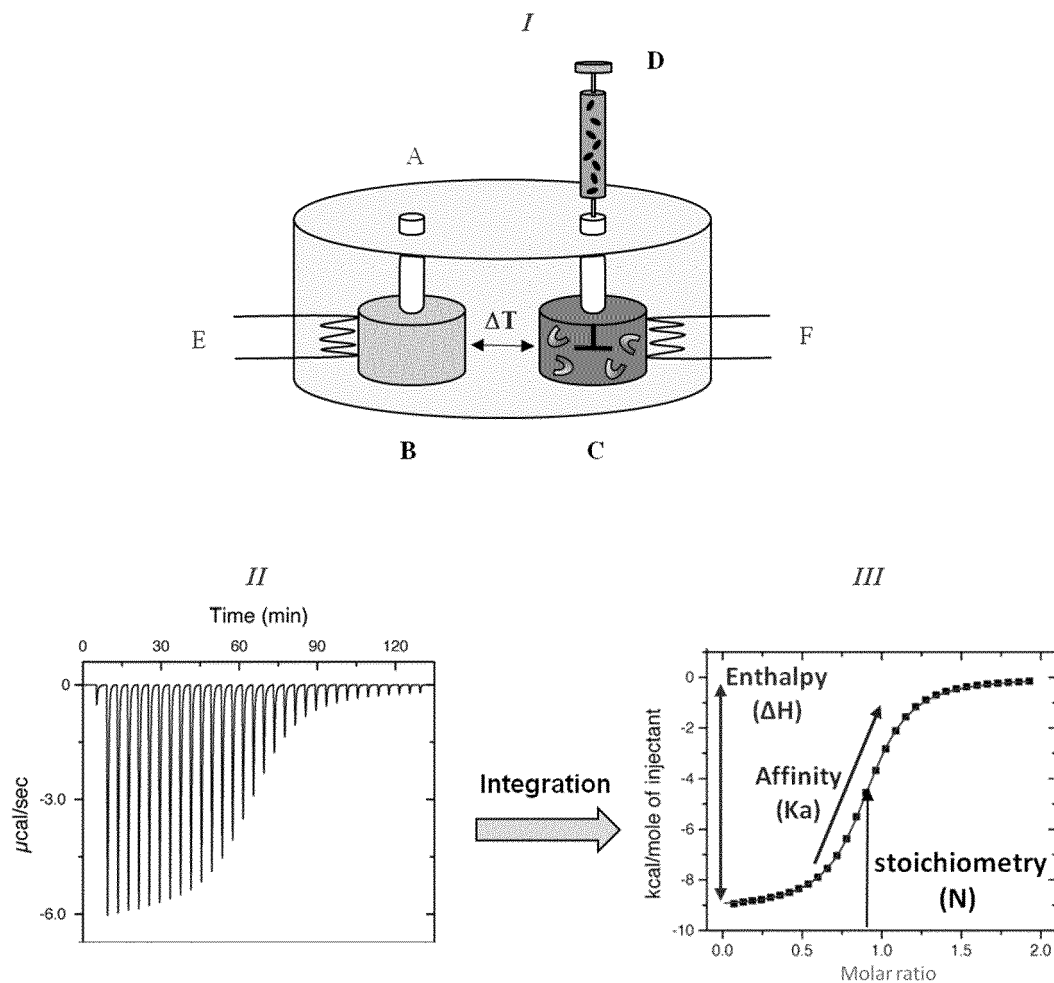 I
D
A
ΔT
E
F
B
C
II
III
Time (min)
0 30 60 90 120
0
-3.0
-6.0
μcal/sec
Integration
0
-2
-4
-6
-8
-10
kcal/mole of injectant
Enthalpy
(ΔH)
Affinity
(Ka)
stoichiometry
(N)
0.0 0.5 1.0 1.5 2.0
Molar ratio